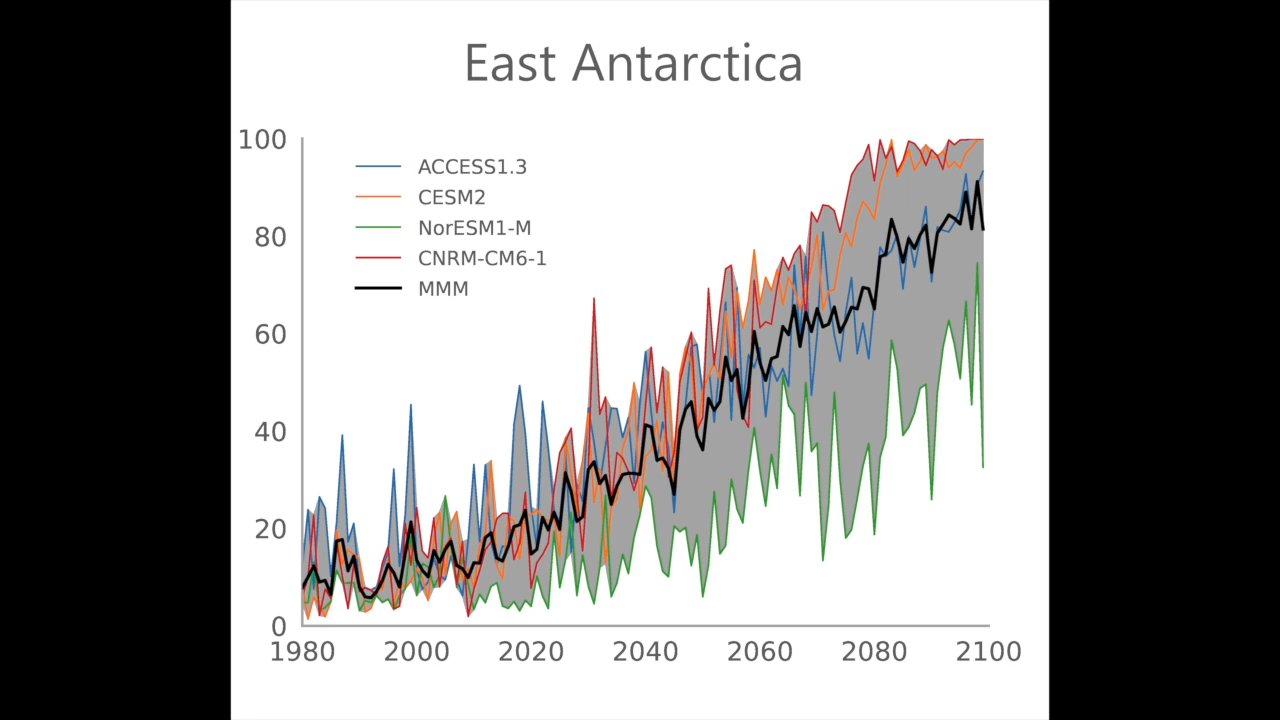 East Antarctica
100
80
60
40
20
0
ACCESS1.3
CESM2
NorESM1-M
CNRM-CM6-1
MMM
1980 2000 2020 2040 2060 2080 2100